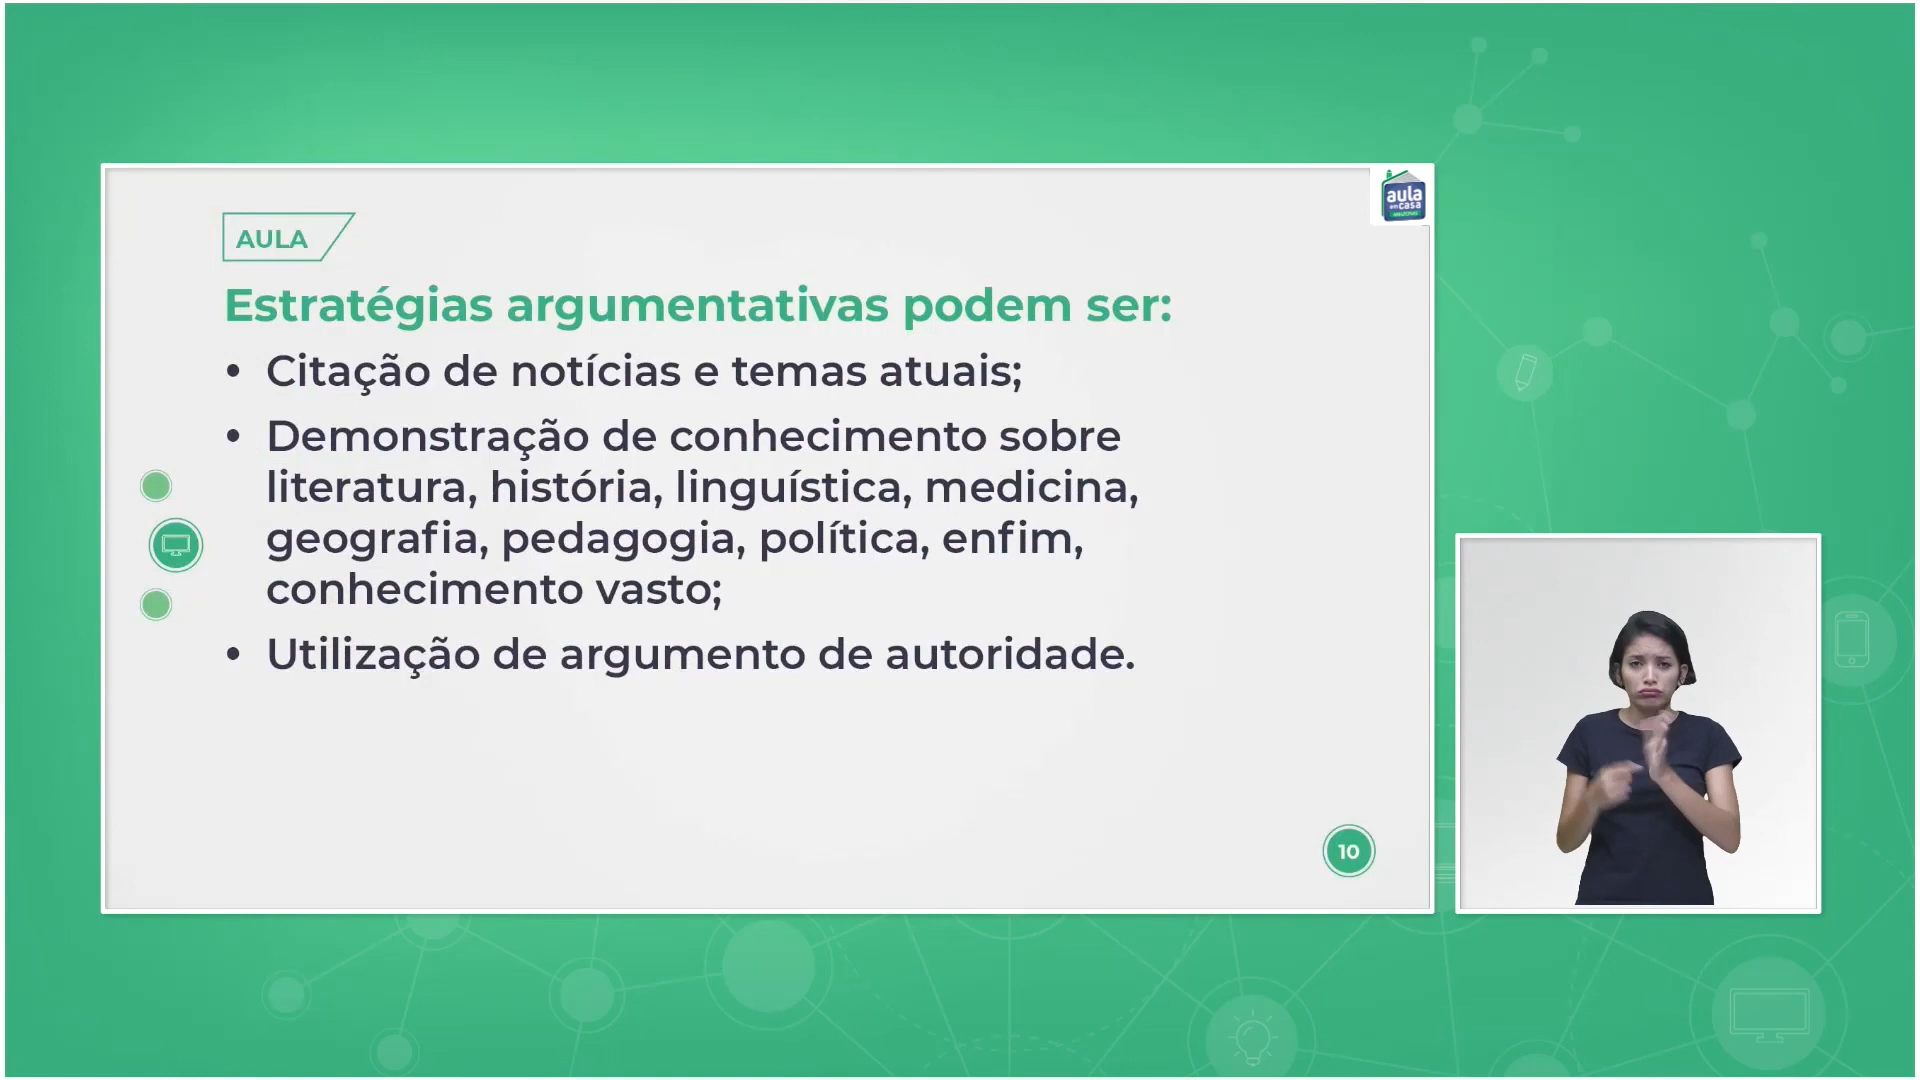 aula
em casa
AULA
Estratégias argumentativas podem ser:
• Citação de notícias e temas atuais;
• Demonstração de conhecimento sobre
literatura, história, linguística, medicina,
geografia, pedagogia, política, enfim,
conhecimento vasto;
• Utilização de argumento de autoridade.
10